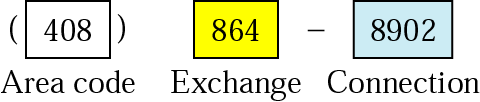 ( 408 ) 864 – 8902
Area code Exchange Connection